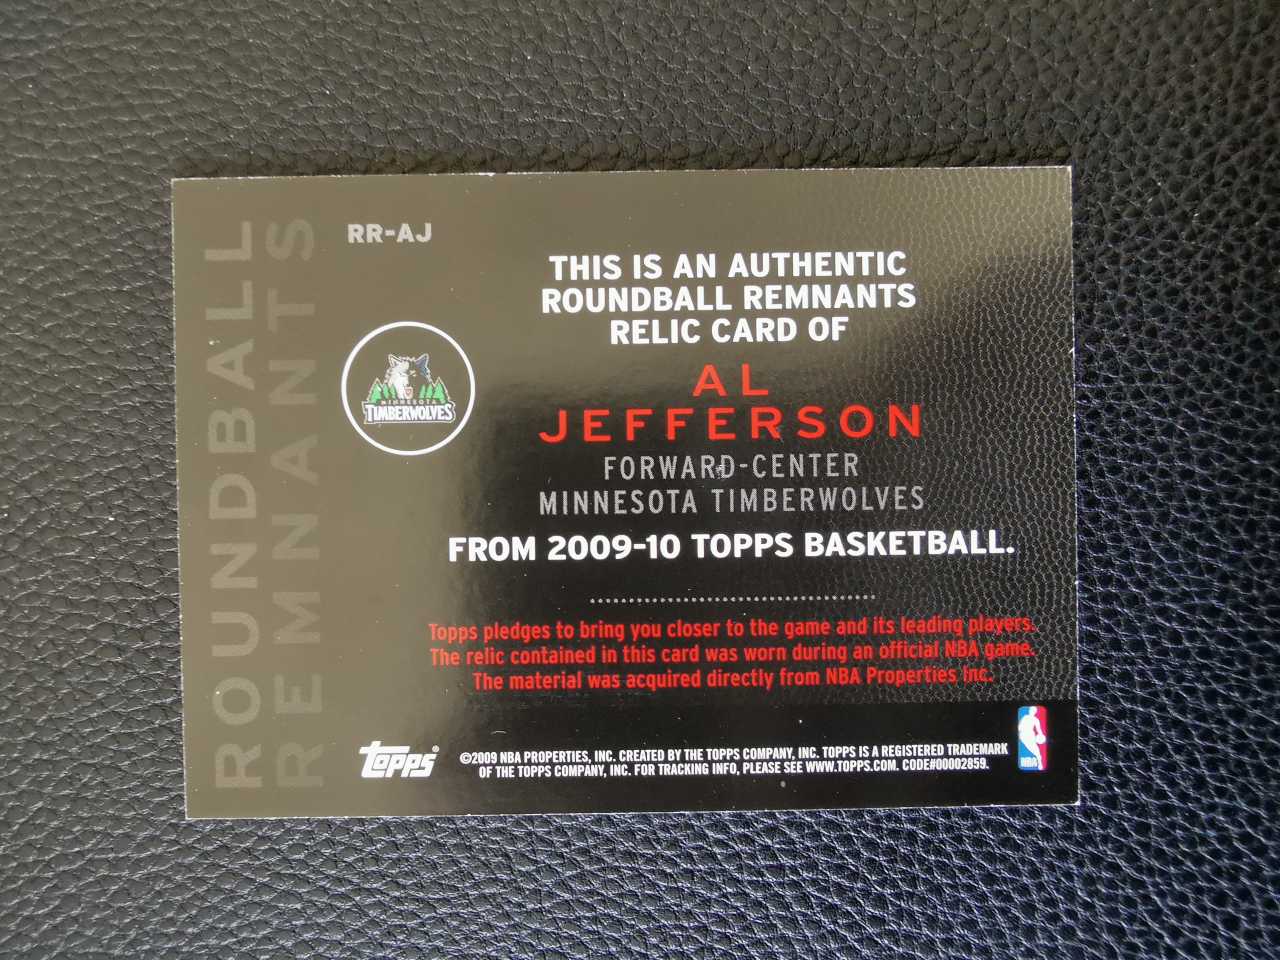 ROUNDBALL
REMNANTS
RR-AJ
MINNESOTA
TIMBERWOLVES
THIS IS AN AUTHENTIC
ROUNDBALL REMNANTS
RELIC CARD OF
AL
JEFFERSON
FORWARD-CENTER
MINNESOTA TIMBERWOLVES
FROM 2009-10 TOPPS BASKETBALL.
Topps pledges to bring you closer to the game and its leading players.
The relic contained in this card was worn during an official NBA game.
The material was acquired directly from NBA Properties Inc.
topps®
©2009 NBA PROPERTIES, INC. CREATED BY THE TOPPS COMPANY, INC. TOPPS IS A REGISTERED TRADEMARK
OF THE TOPPS COMPANY, INC. FOR TRACKING INFO, PLEASE SEE WWW.TOPPS.COM. CODE#00002859.
NBA